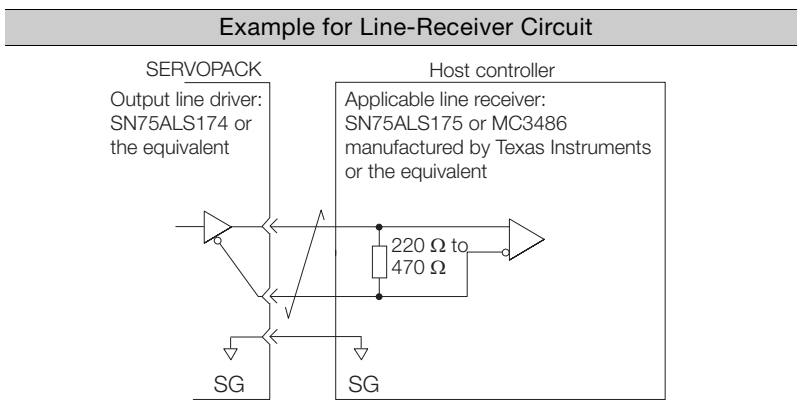 Example for Line-Receiver Circuit
SERVOPACK
Host controller
Output line driver:
SN75ALS174 or
the equivalent
Applicable line receiver:
SN75ALS175 or MC3486
manufactured by Texas Instruments
or the equivalent
220 Ω to
470 Ω
SG
SG